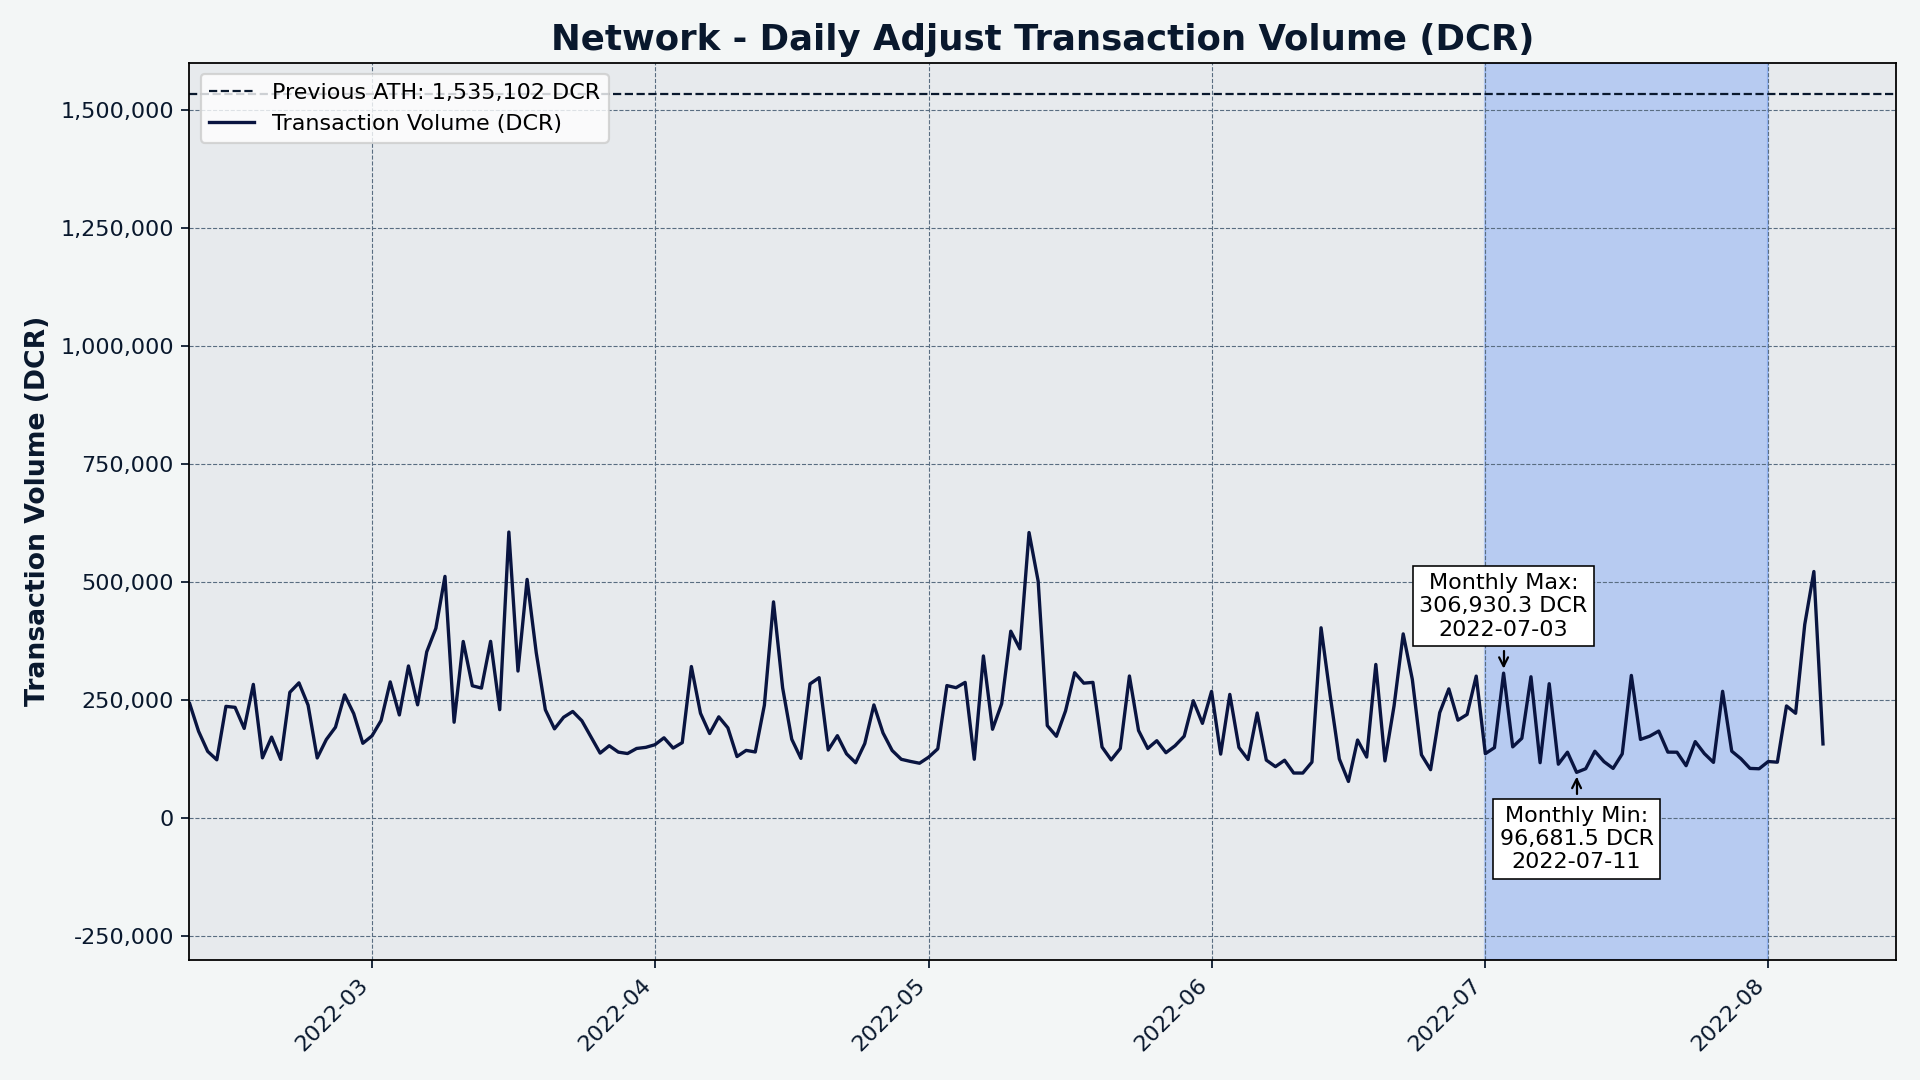 Network - Daily Adjust Transaction Volume (DCR)
Previous ATH: 1,535,102 DCR
Transaction Volume (DCR)
Transaction Volume (DCR)
1,500,000
1,250,000
1,000,000
750,000
500,000
250,000
0
-250,000
Monthly Max:
306,930.3 DCR
2022-07-03
Monthly Min:
96,681.5 DCR
2022-07-11
2022-03
2022-04
2022-05
2022-06
2022-07
2022-08